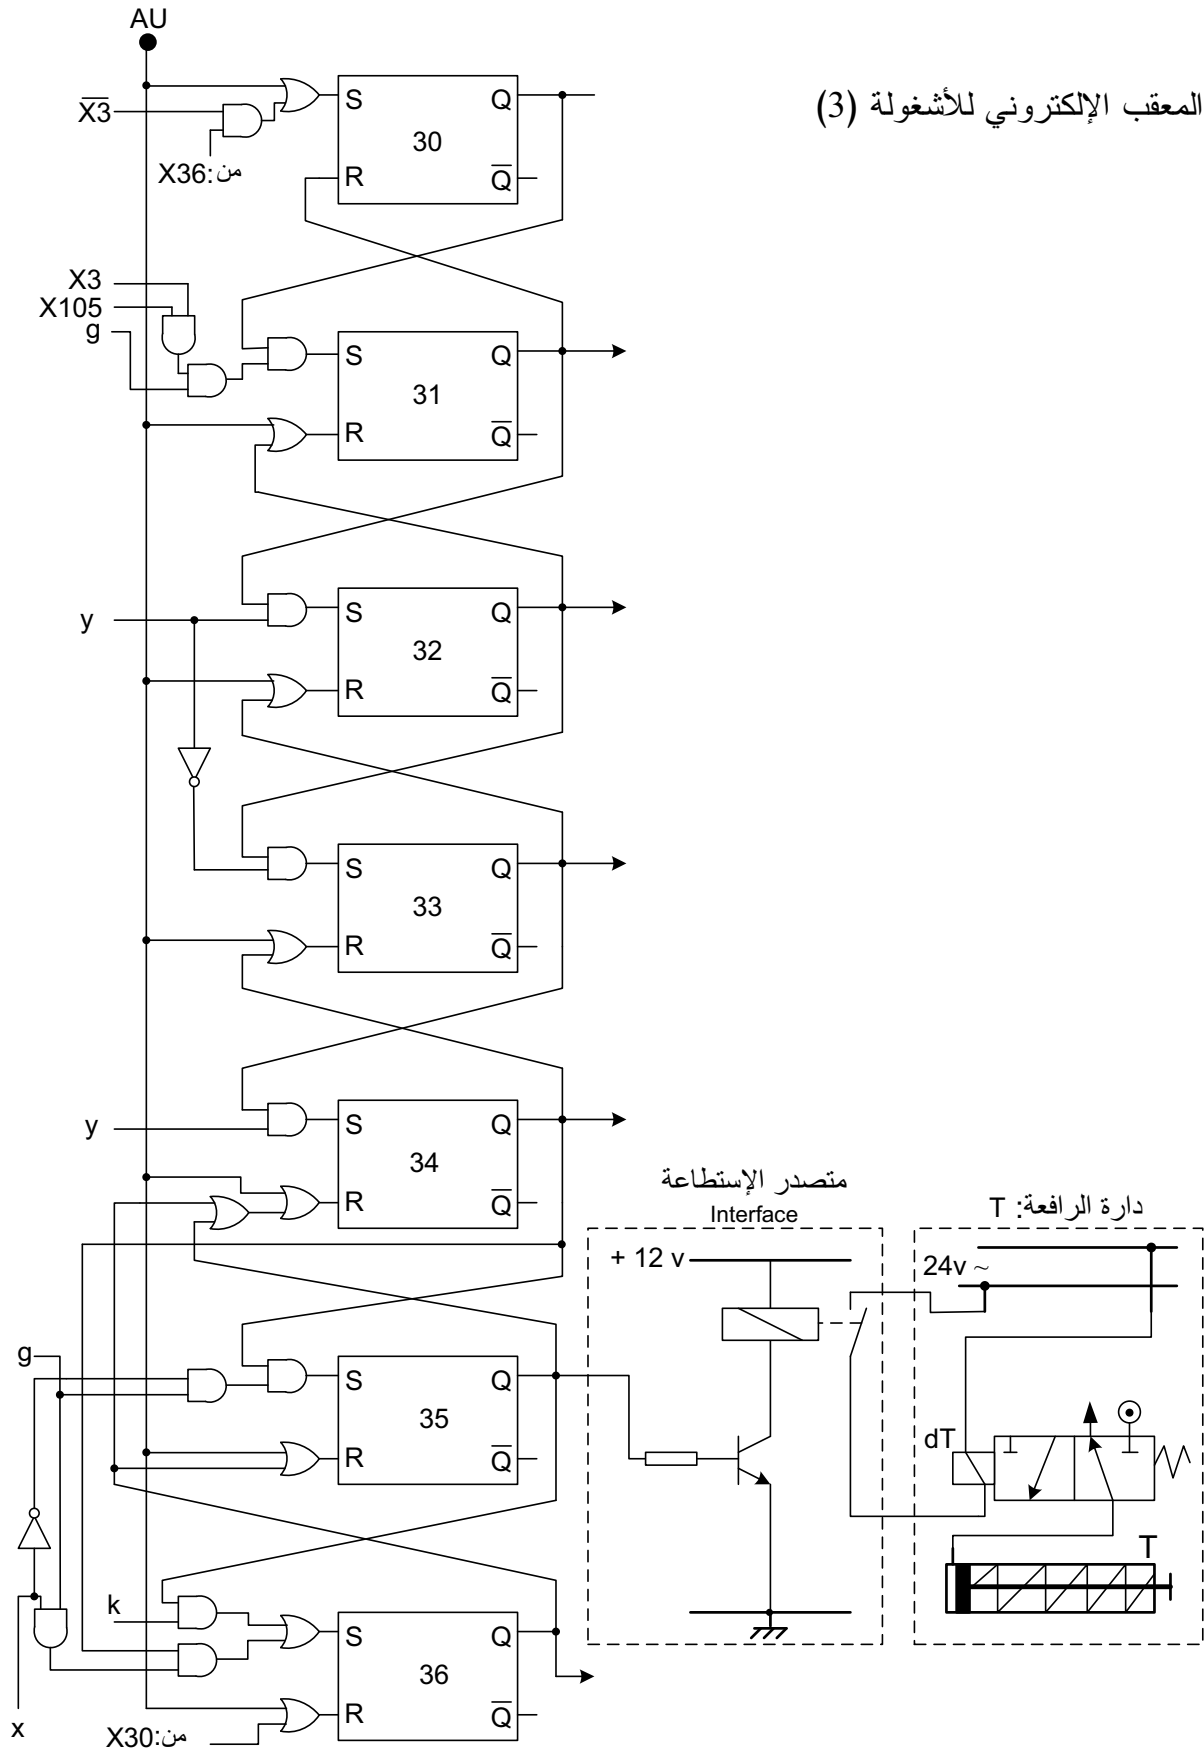 AU
المعقب الإلكتروني للأشغولة (3)
S Q
X3
30
X36:من
R Q
X3
X105
g
S Q
31
R Q
y
S Q
32
R Q
S Q
33
R Q
y
S Q
34
R Q
متصدر الإستطاعة
Interface
دارة الرافعة: T
+ 12 v
24v ~
g
S Q
35
R Q
dT
T
k
S Q
36
R Q
x
X30:من